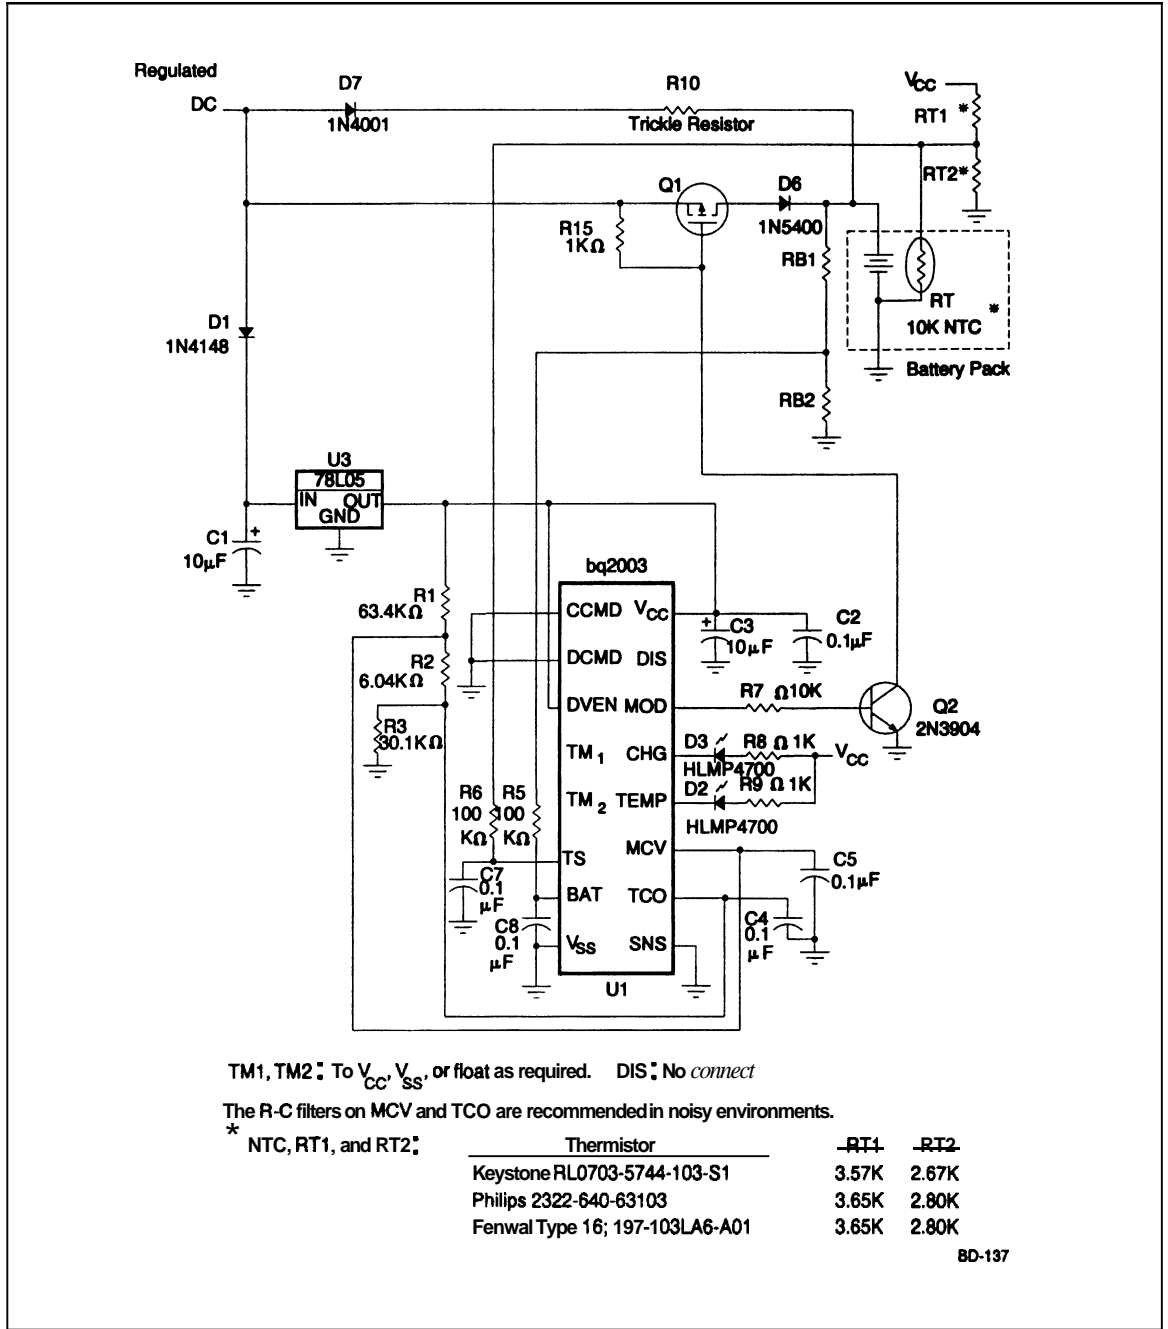 Regulated
DC
D7
1N4001
R10
Trickle Resistor
VCC
RT1 *
RT2*
Q1
D6
1N5400
R15
1KΩ
RB1
RT
10K NTC *
Battery Pack
D1
1N4148
RB2
U3
78L05
IN OUT
GND
C1 +
10µF
bq2003
R1
63.4KΩ
R2
6.04KΩ
R3
30.1KΩ
CCMD VCC
DCMD DIS
DVEN MOD
TM1 CHG
TM2 TEMP
MCV
TS
BAT TCO
VSS SNS
U1
+ C3
10µF
C2
0.1µF
R7 Ω10K
Q2
2N3904
D3 R8 Ω 1K
HLMP4700
VCC
D2 R9 Ω 1K
HLMP4700
R6 R5
100 100
KΩ KΩ
C7
0.1
µF
C8
0.1
µF
C5
0.1µF
C4
0.1
µF
TM1, TM2: To VCC, VSS, or float as required. DIS: No connect
The R-C filters on MCV and TCO are recommended in noisy environments.
* NTC, RT1, and RT2: Thermistor RT1 RT2
Keystone RL0703-5744-103-S1 3.57K 2.67K
Philips 2322-640-63103 3.65K 2.80K
Fenwal Type 16; 197-103LA6-A01 3.65K 2.80K
BD-137